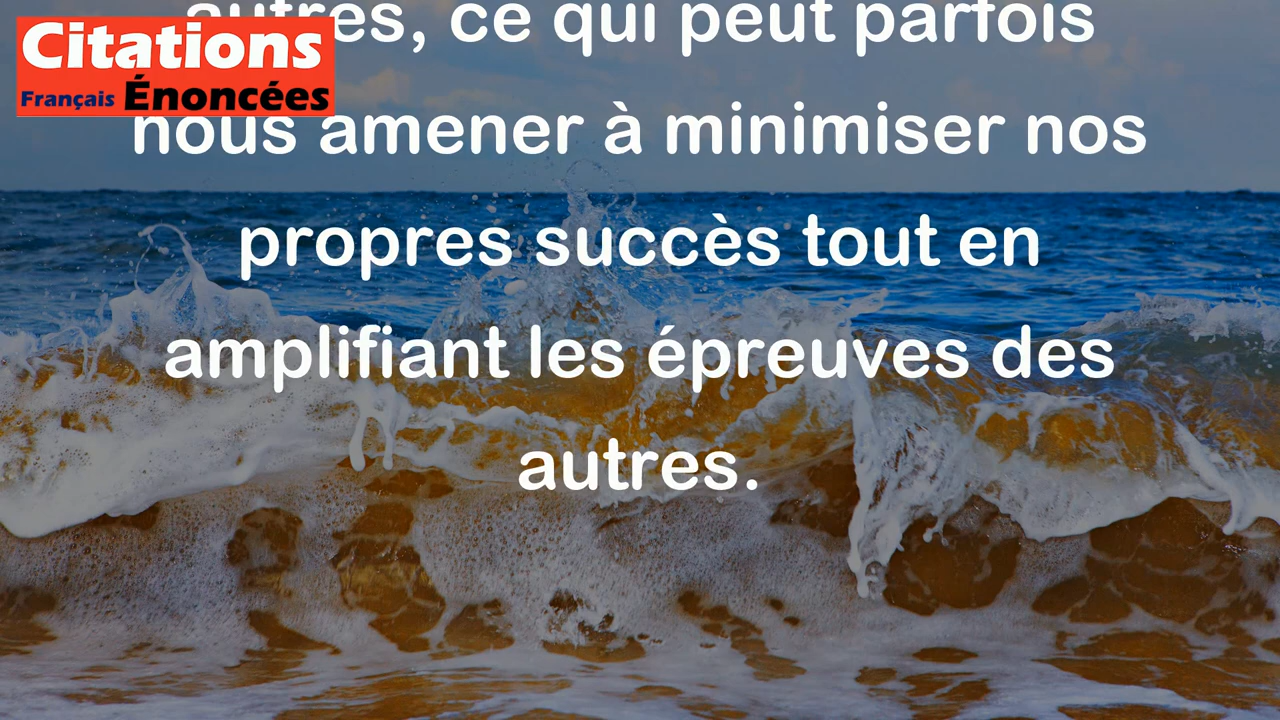 Citations
Français Énoncées
autres, ce qui peut parfois
nous amener à minimiser nos
propres succès tout en
amplifiant les épreuves des
autres.